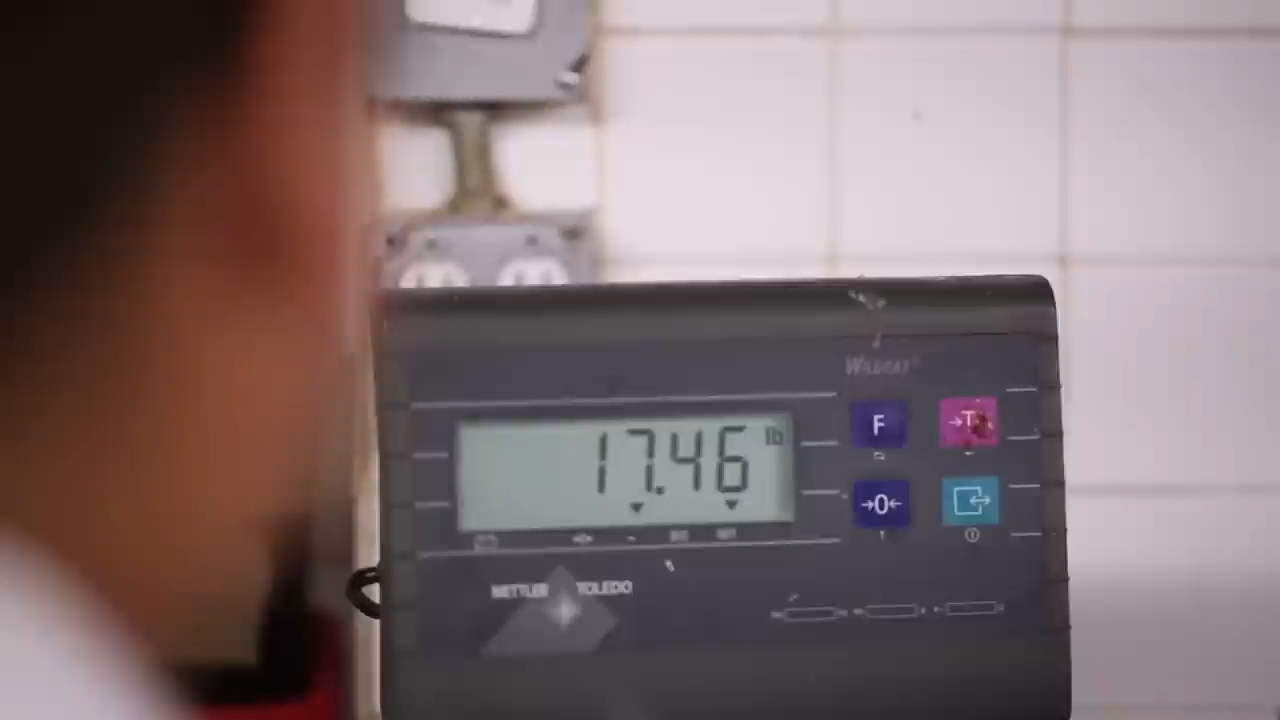 WILDCAT®
F
→T←
17.46 lb
→0←
METTLER TOLEDO